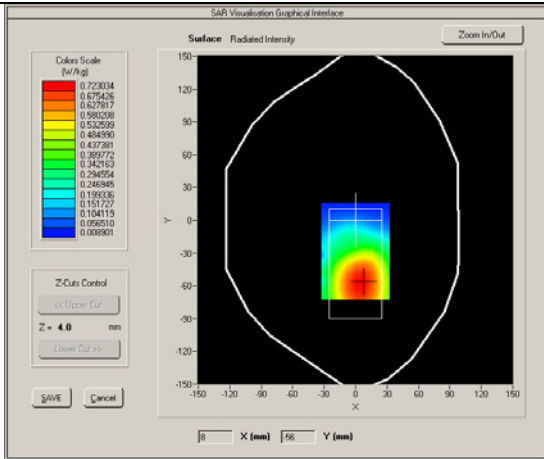 SAR Visualisation Graphical Interface
Surface Radiated Intensity
Zoom In/Out
Colors Scale
(W/kg)
0.723034
0.675426
0.627817
0.580208
0.532599
0.484990
0.437381
0.389772
0.342163
0.294554
0.246945
0.199336
0.151727
0.104119
0.056510
0.008901
Z-Cuts Control
<< Upper Cut
Z = 4.0 mm
Lower Cut >>
SAVE Cancel
150-
120-
90-
60-
30-
0-
-30-
-60-
-90-
-120-
-150-
Y
-150 -120 -90 -60 -30 0 30 60 90 120 150
X
8 X (mm) -56 Y (mm)